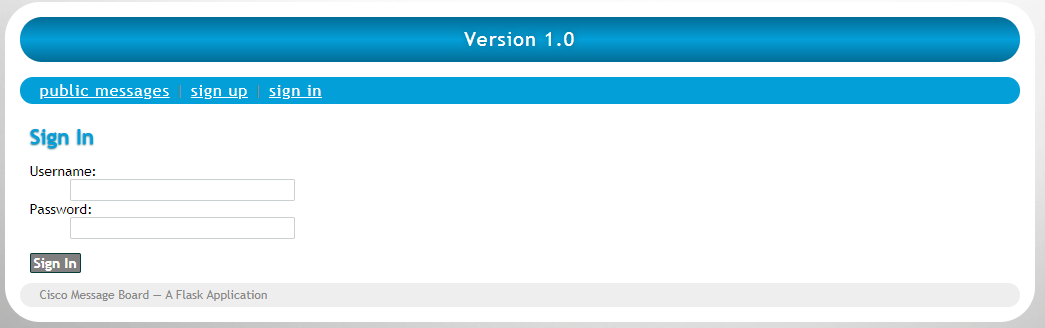 Version 1.0
public messages | sign up | sign in
Sign In
Username:
Password:
Sign In
Cisco Message Board — A Flask Application